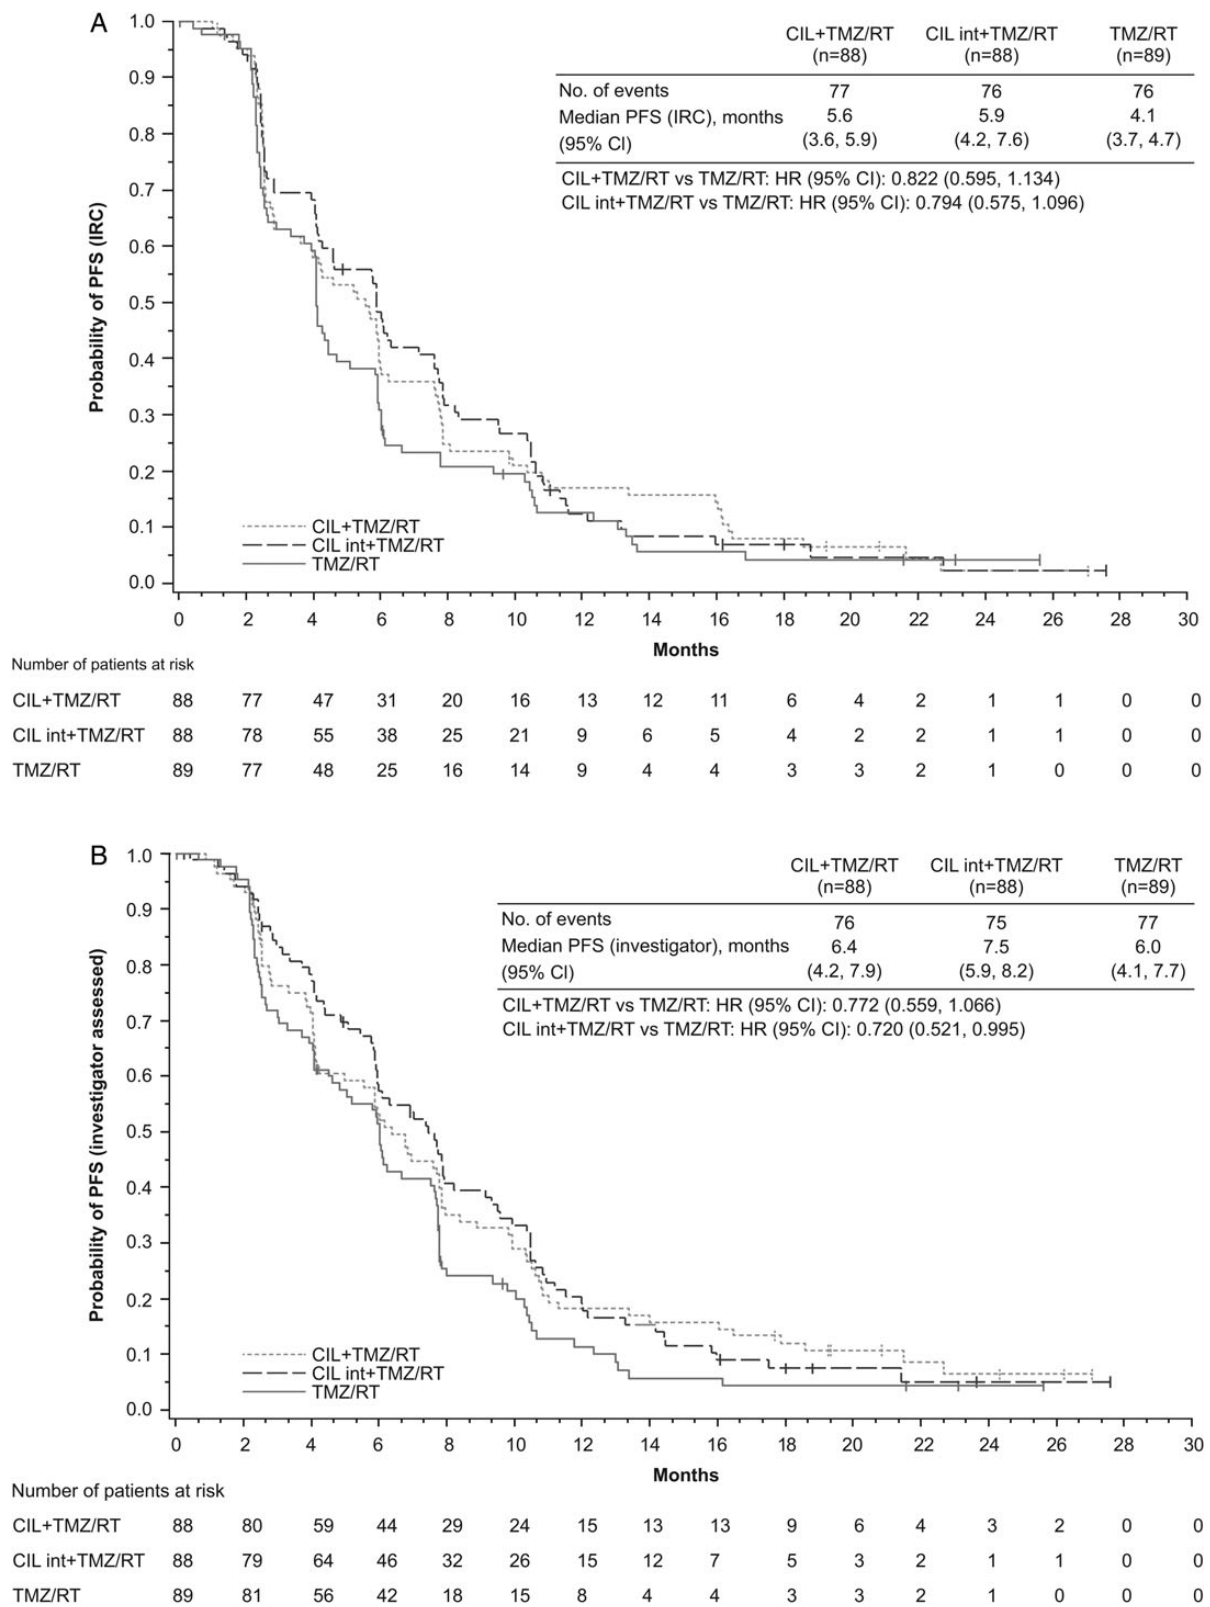 A
CIL+TMZ/RT CIL int+TMZ/RT TMZ/RT
(n=88) (n=88) (n=89)
No. of events 77 76 76
Median PFS (IRC), months 5.6 5.9 4.1
(95% CI) (3.6, 5.9) (4.2, 7.6) (3.7, 4.7)
CIL+TMZ/RT vs TMZ/RT: HR (95% CI): 0.822 (0.595, 1.134)
CIL int+TMZ/RT vs TMZ/RT: HR (95% CI): 0.794 (0.575, 1.096)
Probability of PFS (IRC)
1.0
0.9
0.8
0.7
0.6
0.5
0.4
0.3
0.2
0.1
0.0
CIL+TMZ/RT
CIL int+TMZ/RT
TMZ/RT
0 2 4 6 8 10 12 14 16 18 20 22 24 26 28 30
Months
Number of patients at risk
CIL+TMZ/RT 88 77 47 31 20 16 13 12 11 6 4 2 1 1 0 0
CIL int+TMZ/RT 88 78 55 38 25 21 9 6 5 4 2 2 1 1 0 0
TMZ/RT 89 77 48 25 16 14 9 4 4 3 3 2 1 0 0 0
B
CIL+TMZ/RT CIL int+TMZ/RT TMZ/RT
(n=88) (n=88) (n=89)
No. of events 76 75 77
Median PFS (investigator), months 6.4 7.5 6.0
(95% CI) (4.2, 7.9) (5.9, 8.2) (4.1, 7.7)
CIL+TMZ/RT vs TMZ/RT: HR (95% CI): 0.772 (0.559, 1.066)
CIL int+TMZ/RT vs TMZ/RT: HR (95% CI): 0.720 (0.521, 0.995)
Probability of PFS (investigator assessed)
1.0
0.9
0.8
0.7
0.6
0.5
0.4
0.3
0.2
0.1
0.0
CIL+TMZ/RT
CIL int+TMZ/RT
TMZ/RT
0 2 4 6 8 10 12 14 16 18 20 22 24 26 28 30
Months
Number of patients at risk
CIL+TMZ/RT 88 80 59 44 29 24 15 13 13 9 6 4 3 2 0 0
CIL int+TMZ/RT 88 79 64 46 32 26 15 12 7 5 3 2 1 1 0 0
TMZ/RT 89 81 56 42 18 15 8 4 4 3 3 2 1 0 0 0